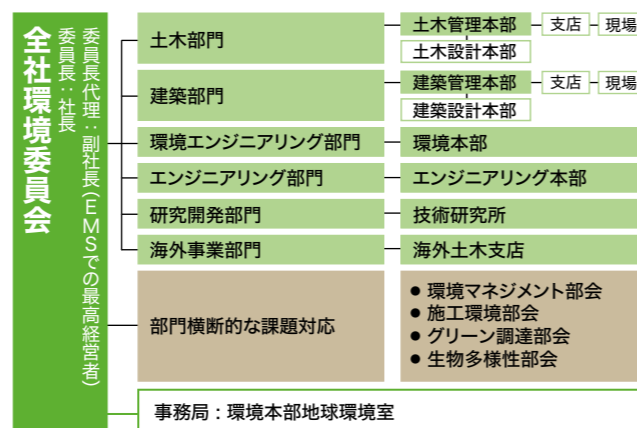 全社環境委員会
委員長：社長
委員長代理：副社長（EMSでの最高経営者）
土木部門
土木管理本部
支店
現場
土木設計本部
建築部門
建築管理本部
支店
現場
建築設計本部
環境エンジニアリング部門
環境本部
エンジニアリング部門
エンジニアリング本部
研究開発部門
技術研究所
海外事業部門
海外土木支店
部門横断的な課題対応
● 環境マネジメント部会
● 施工環境部会
● グリーン調達部会
● 生物多様性部会
事務局：環境本部地球環境室